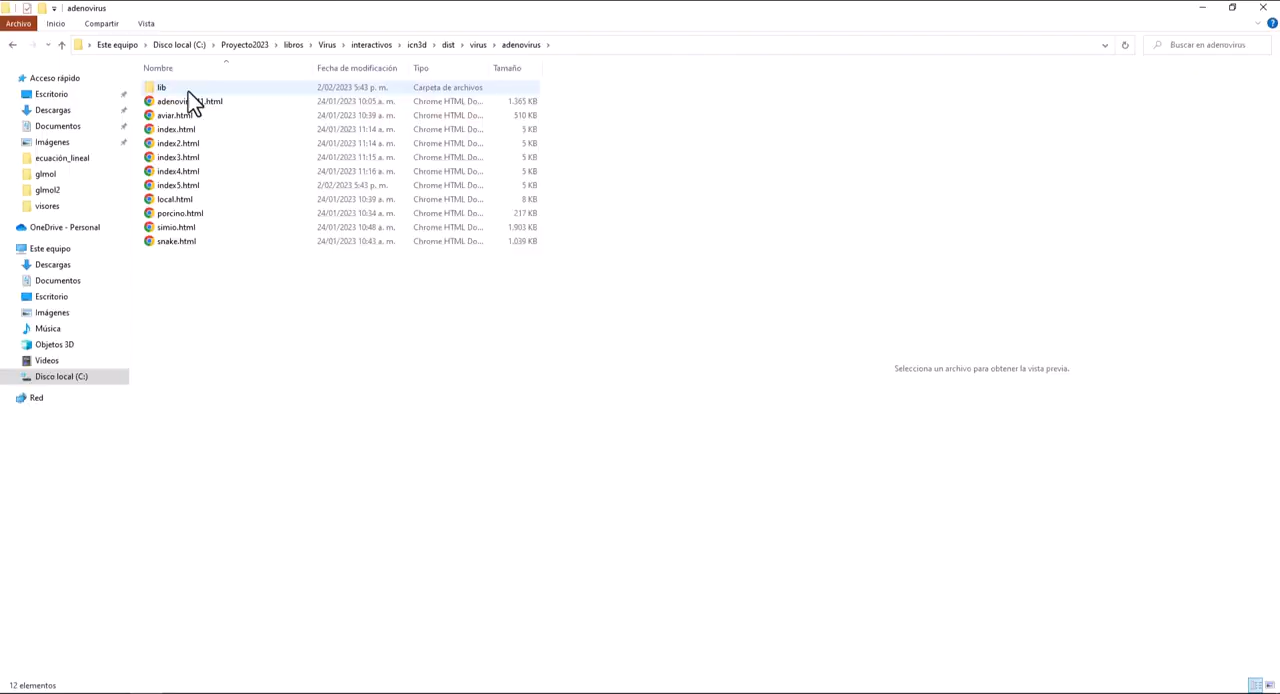 adenovirus
Archivo Inicio Compartir Vista
Este equipo Disco local (C:) Proyecto2023 libros Virus interactivos icn3d dist virus adenovirus
Buscar en adenovirus
Nombre Fecha de modificación Tipo Tamaño
Acceso rápido
Escritorio
Descargas
Documentos
Imágenes
ecuación_lineal
glmol
glmol2
visores
OneDrive - Personal
Este equipo
Descargas
Documentos
Escritorio
Imágenes
Música
Objetos 3D
Videos
Disco local (C:)
Red
lib 2/02/2023 5:43 p. m. Carpeta de archivos
24/01/2023 10:05 a. m. Chrome HTML Do... 1.365 KB
aviar.html 24/01/2023 10:39 a. m. Chrome HTML Do... 510 KB
index.html 24/01/2023 11:14 a. m. Chrome HTML Do... 5 KB
index2.html 24/01/2023 11:14 a. m. Chrome HTML Do... 5 KB
index3.html 24/01/2023 11:15 a. m. Chrome HTML Do... 5 KB
index4.html 24/01/2023 11:16 a. m. Chrome HTML Do... 5 KB
index5.html 2/02/2023 5:43 p. m. Chrome HTML Do... 5 KB
local.html 24/01/2023 10:39 a. m. Chrome HTML Do... 8 KB
porcino.html 24/01/2023 10:34 a. m. Chrome HTML Do... 217 KB
simio.html 24/01/2023 10:48 a. m. Chrome HTML Do... 1.903 KB
snake.html 24/01/2023 10:43 a. m. Chrome HTML Do... 1.039 KB
Selecciona un archivo para obtener la vista previa.
12 elementos